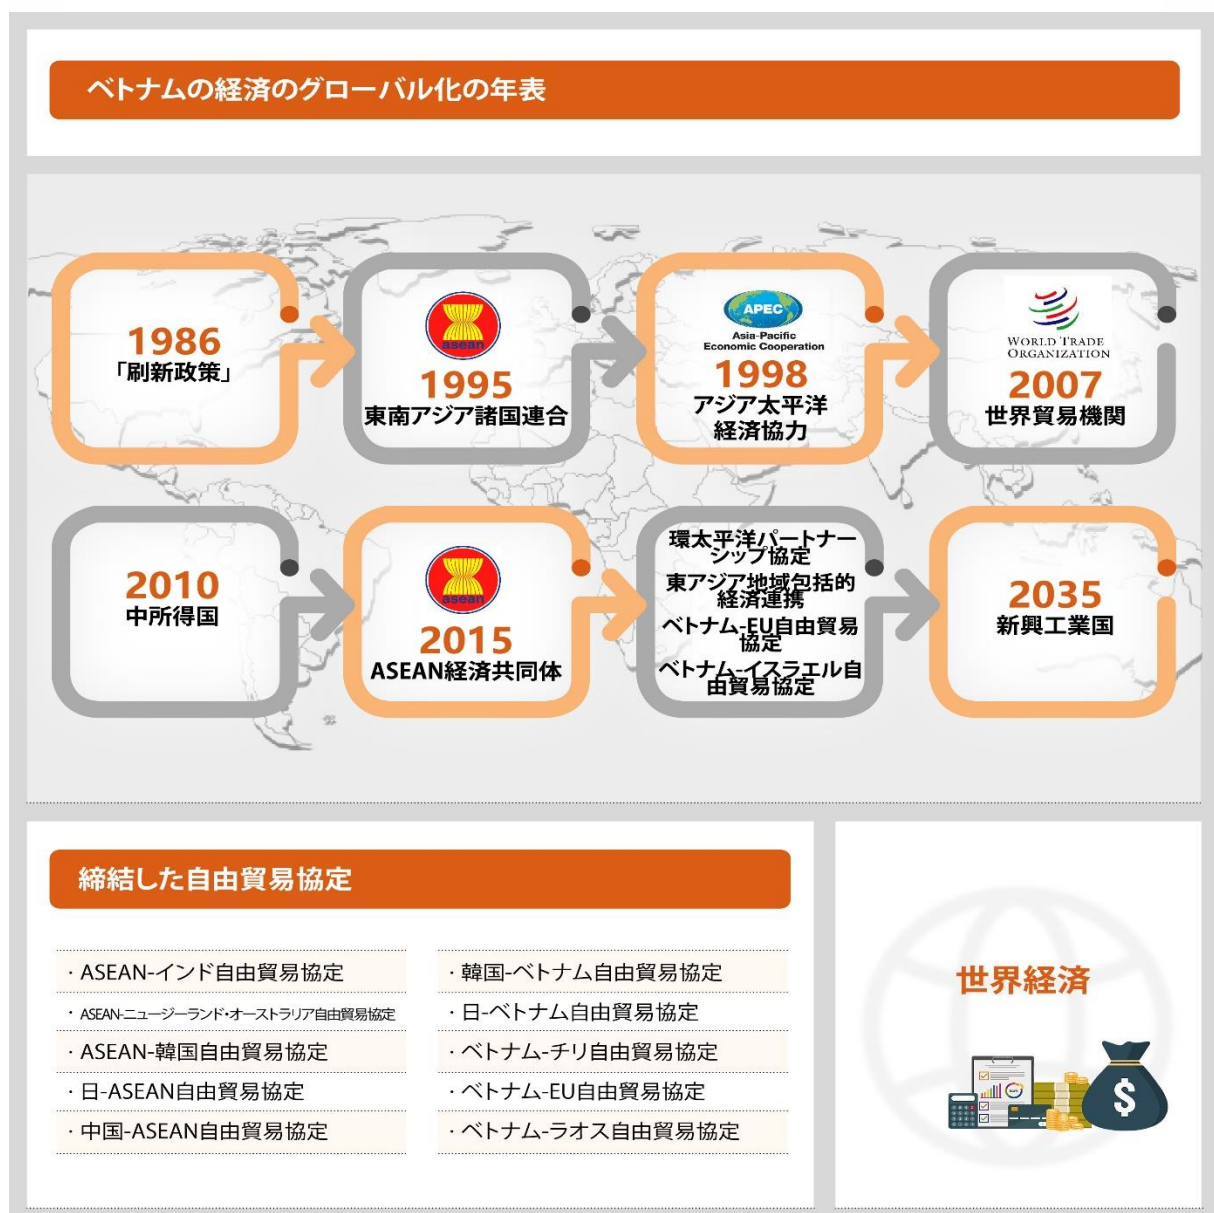 ベトナムの経済のグローバル化の年表
1986
「刷新政策」
asean
1995
東南アジア諸国連合
APEC
Asia-Pacific
Economic Cooperation
1998
アジア太平洋
経済協力
WORLD TRADE
ORGANIZATION
2007
世界貿易機関
2010
中所得国
asean
2015
ASEAN経済共同体
環太平洋パートナー
シップ協定
東アジア地域包括的
経済連携
ベトナム-EU自由貿易
協定
ベトナム-イスラエル自
由貿易協定
2035
新興工業国
締結した自由貿易協定
・ASEAN-インド自由貿易協定
・ASEAN-ニュージーランド・オーストラリア自由貿易協定
・ASEAN-韓国自由貿易協定
・日-ASEAN自由貿易協定
・中国-ASEAN自由貿易協定
・韓国-ベトナム自由貿易協定
・日-ベトナム自由貿易協定
・ベトナム-チリ自由貿易協定
・ベトナム-EU自由貿易協定
・ベトナム-ラオス自由貿易協定
世界経済
$